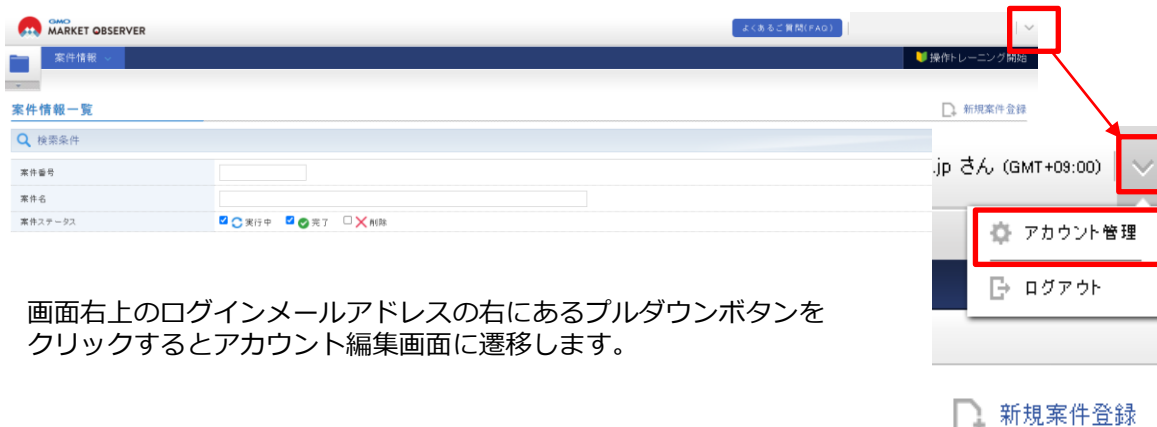 GMO
MARKET OBSERVER
よくあるご質問(FAQ)
案件情報
操作トレーニング開始
案件情報一覧
新規案件登録
検索条件
案件番号
案件名
案件ステータス
実行中 完了 削除
.jp さん (GMT+09:00)
アカウント管理
ログアウト
新規案件登録
画面右上のログインメールアドレスの右にあるプルダウンボタンを
クリックするとアカウント編集画面に遷移します。